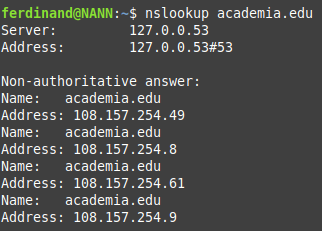 ferdinand@NANN:~$ nslookup academia.edu
Server: 127.0.0.53
Address: 127.0.0.53#53
Non-authoritative answer:
Name: academia.edu
Address: 108.157.254.49
Name: academia.edu
Address: 108.157.254.8
Name: academia.edu
Address: 108.157.254.61
Name: academia.edu
Address: 108.157.254.9